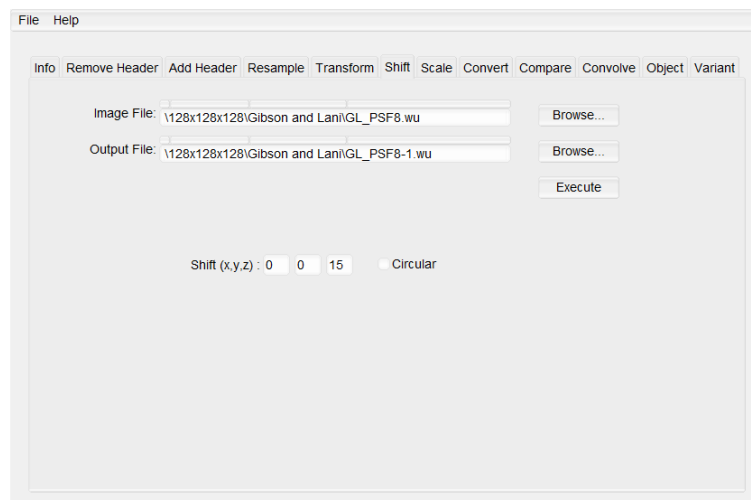 File Help
Info Remove Header Add Header Resample Transform Shift Scale Convert Compare Convolve Object Variant
Image File: \128x128x128\Gibson and Lani\GL_PSF8.wu Browse...
Output File: \128x128x128\Gibson and Lani\GL_PSF8-1.wu Browse...
Execute
Shift (x,y,z) : 0 0 15 Circular